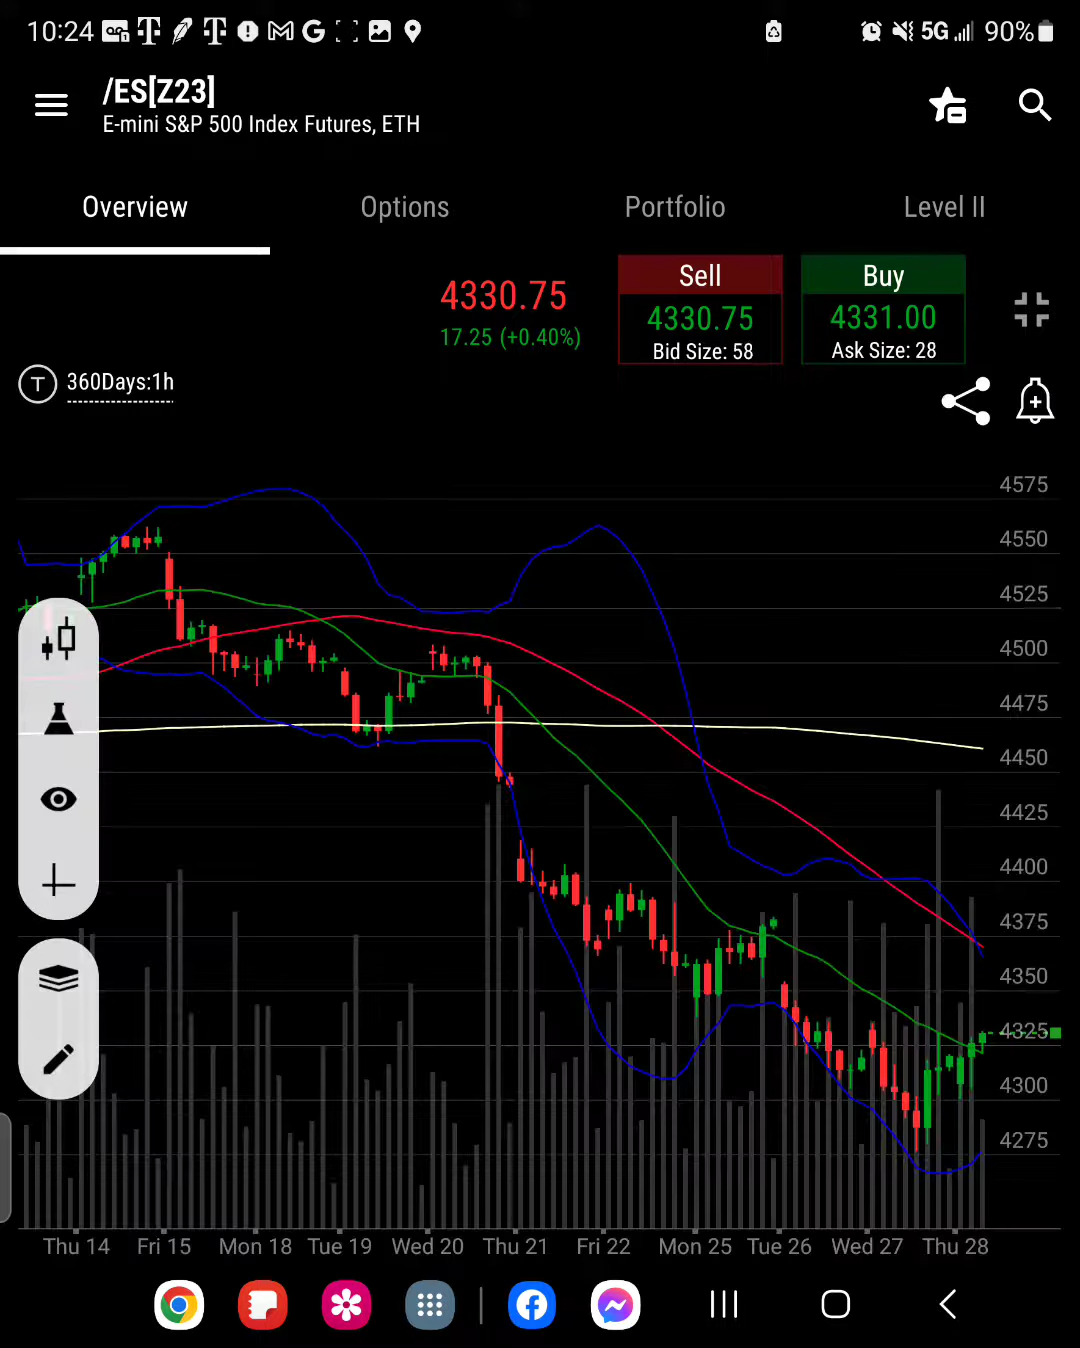 10:24
5G 90%
/ES[Z23]
E-mini S&P 500 Index Futures, ETH
Overview Options Portfolio Level II
4330.75
17.25 (+0.40%)
Sell
4330.75
Bid Size: 58
Buy
4331.00
Ask Size: 28
T 360Days:1h
4575
4550
4525
4500
4475
4450
4425
4400
4375
4350
4325
4300
4275
Thu 14 Fri 15 Mon 18 Tue 19 Wed 20 Thu 21 Fri 22 Mon 25 Tue 26 Wed 27 Thu 28